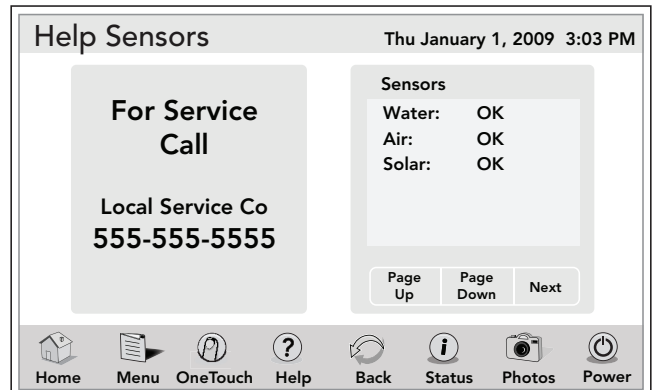 Help Sensors
Thu January 1, 2009 3:03 PM
For Service
Call
Local Service Co
555-555-5555
Sensors
Water: OK
Air: OK
Solar: OK
Page
Up
Page
Down
Next
Home
Menu
OneTouch
?
Help
Back
i
Status
Photos
Power